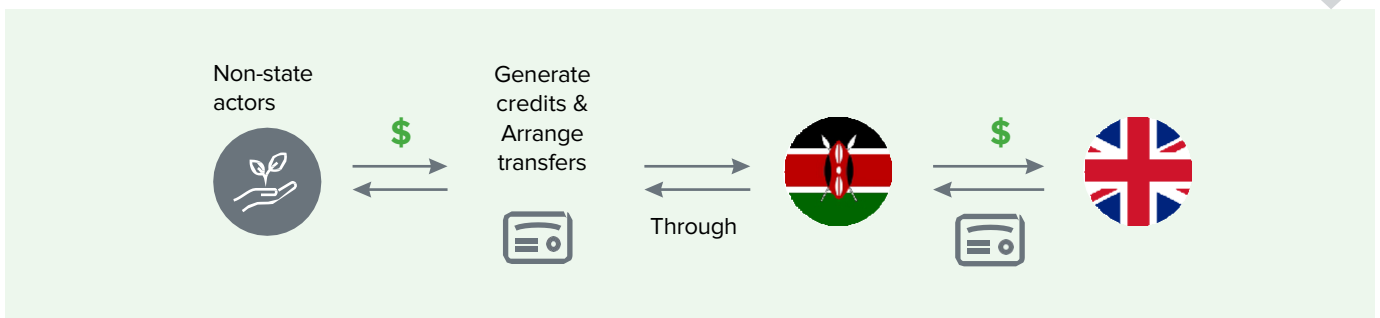 Non-state
actors
$
Generate
credits &
Arrange
transfers
Through
$